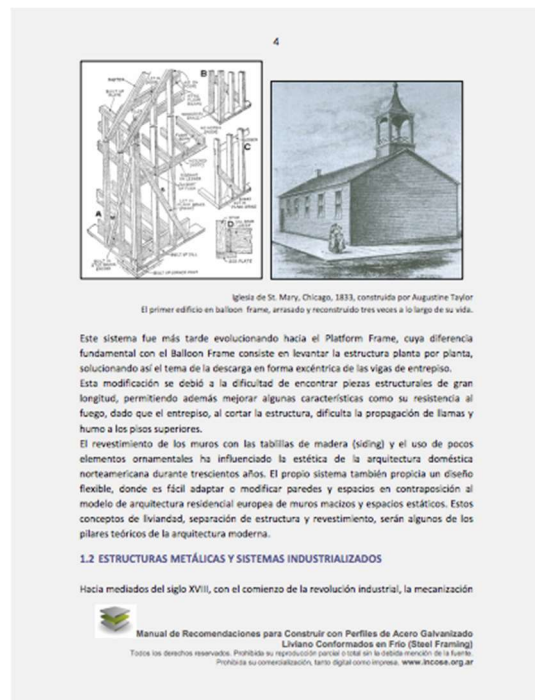 4
RAFTER
B
C
A
D
BUILT UP SILL
Iglesia de St. Mary, Chicago, 1833, construida por Augustine Taylor
El primer edificio en balloon frame, arrasado y reconstruido tres veces a lo largo de su vida.
Este sistema fue más tarde evolucionando hacia el Platform Frame, cuya diferencia
fundamental con el Balloon Frame consiste en levantar la estructura planta por planta,
solucionando así el tema de la descarga en forma excéntrica de las vigas de entrepiso.
Esta modificación se debió a la dificultad de encontrar piezas estructurales de gran
longitud, permitiendo además mejorar algunas características como su resistencia al
fuego, dado que el entrepiso, al cortar la estructura, dificulta la propagación de llamas y
humo a los pisos superiores.
El revestimiento de los muros con las tablillas de madera (siding) y el uso de pocos
elementos ornamentales ha influenciado la estética de la arquitectura doméstica
norteamericana durante trescientos años. El propio sistema también propicia un diseño
flexible, donde es fácil adaptar o modificar paredes y espacios en contraposición al
modelo de arquitectura residencial europea de muros macizos y espacios estáticos. Estos
conceptos de liviandad, separación de estructura y revestimiento, serán algunos de los
pilares teóricos de la arquitectura moderna.
1.2 ESTRUCTURAS METÁLICAS Y SISTEMAS INDUSTRIALIZADOS
Hacia mediados del siglo XVIII, con el comienzo de la revolución industrial, la mecanización
Manual de Recomendaciones para Construir con Perfiles de Acero Galvanizado
Liviano Conformados en Frío (Steel Framing)
Todos los derechos reservados. Prohibida su reproducción parcial o total sin la debida mención de la fuente.
Prohibida su comercialización, tanto digital como impresa. www.incose.org.ar